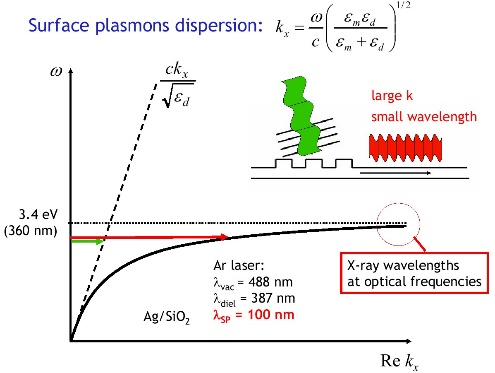 Surface plasmons dispersion: k_x = ω/c (ε_m ε_d / (ε_m + ε_d))^{1/2}
ω
ck_x / √ε_d
large k
small wavelength
3.4 eV
(360 nm)
Ar laser:
λ_vac = 488 nm
λ_diel = 387 nm
λ_SP = 100 nm
Ag/SiO₂
X-ray wavelengths
at optical frequencies
Re k_x